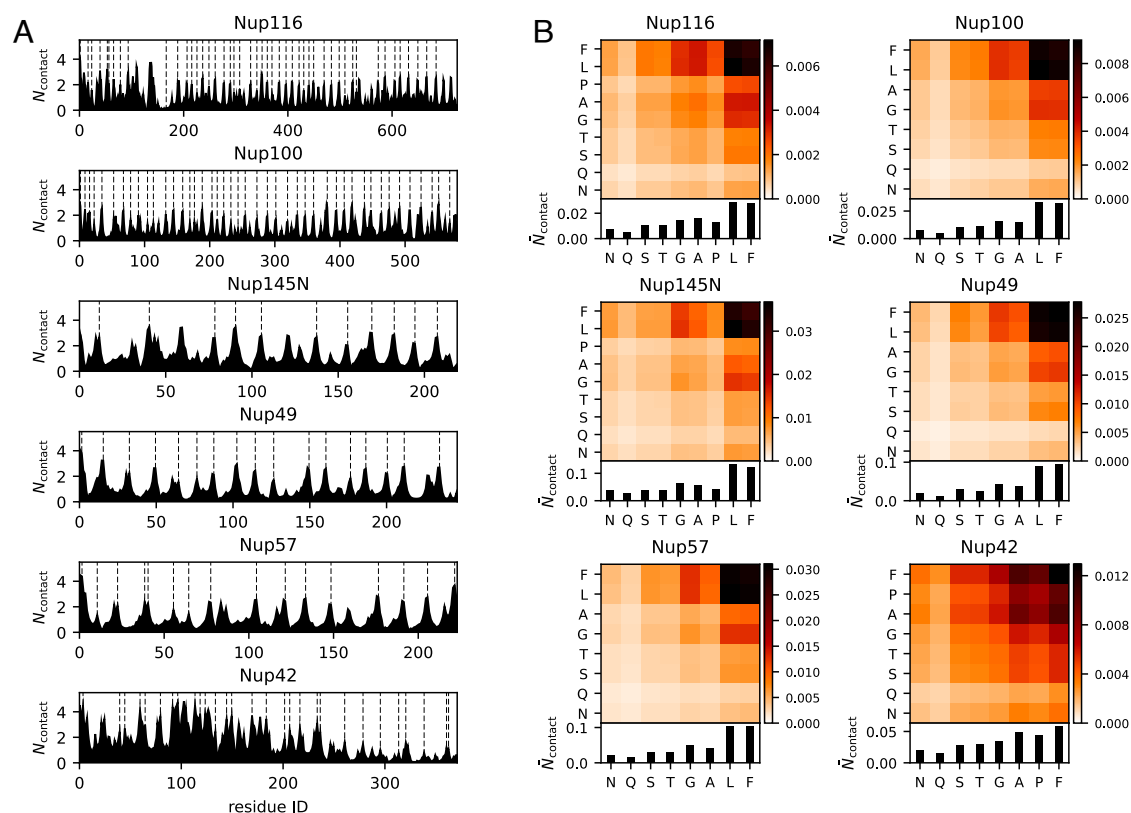 A
Nup116
N_contact
4
2
0
0 200 400 600
Nup100
N_contact
4
2
0
0 100 200 300 400 500
Nup145N
N_contact
4
2
0
0 50 100 150 200
Nup49
N_contact
4
2
0
0 50 100 150 200
Nup57
N_contact
4
2
0
0 50 100 150 200
Nup42
N_contact
4
2
0
0 100 200 300
residue ID
B
Nup116
F
L
P
A
G
T
S
Q
N
0.006
0.004
0.002
0.000
N̄_contact
0.02
0.00
N Q S T G A P L F
Nup100
F
L
A
G
T
S
Q
N
0.008
0.006
0.004
0.002
0.000
N̄_contact
0.025
0.000
N Q S T G A L F
Nup145N
F
L
P
A
G
T
S
Q
N
0.03
0.02
0.01
0.00
N̄_contact
0.1
0.0
N Q S T G A P L F
Nup49
F
L
A
G
T
S
Q
N
0.025
0.020
0.015
0.010
0.005
0.000
N̄_contact
0.1
0.0
N Q S T G A L F
Nup57
F
L
A
G
T
S
Q
N
0.030
0.025
0.020
0.015
0.010
0.005
0.000
N̄_contact
0.1
0.0
N Q S T G A L F
Nup42
F
P
A
G
T
S
Q
N
0.012
0.009
0.006
0.003
0.000
N̄_contact
0.05
0.00
N Q S T G A P F